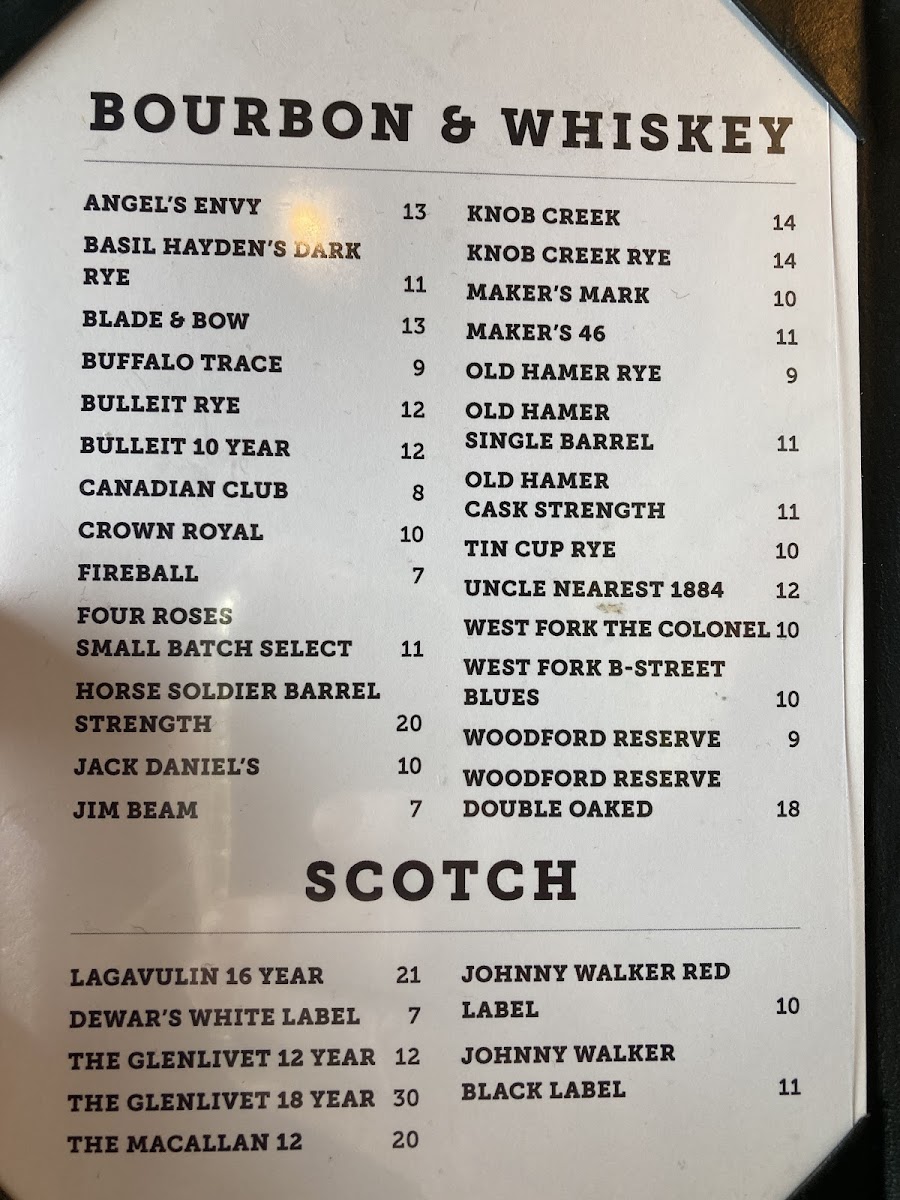 BOURBON & WHISKEY
ANGEL'S ENVY 13
BASIL HAYDEN'S DARK
RYE 11
BLADE & BOW 13
BUFFALO TRACE 9
BULLEIT RYE 12
BULLEIT 10 YEAR 12
CANADIAN CLUB 8
CROWN ROYAL 10
FIREBALL 7
FOUR ROSES
SMALL BATCH SELECT 11
HORSE SOLDIER BARREL
STRENGTH 20
JACK DANIEL'S 10
JIM BEAM 7
KNOB CREEK 14
KNOB CREEK RYE 14
MAKER'S MARK 10
MAKER'S 46 11
OLD HAMER RYE 9
OLD HAMER
SINGLE BARREL 11
OLD HAMER
CASK STRENGTH 11
TIN CUP RYE 10
UNCLE NEAREST 1884 12
WEST FORK THE COLONEL 10
WEST FORK B-STREET
BLUES 10
WOODFORD RESERVE 9
WOODFORD RESERVE
DOUBLE OAKED 18
SCOTCH
LAGAVULIN 16 YEAR 21
DEWAR'S WHITE LABEL 7
THE GLENLIVET 12 YEAR 12
THE GLENLIVET 18 YEAR 30
THE MACALLAN 12 20
JOHNNY WALKER RED
LABEL 10
JOHNNY WALKER
BLACK LABEL 11